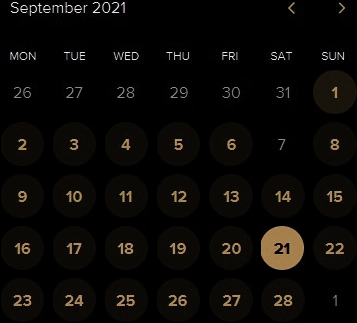 September 2021
MON TUE WED THU FRI SAT SUN
26 27 28 29 30 31 1
2 3 4 5 6 7 8
9 10 11 12 13 14 15
16 17 18 19 20 21 22
23 24 25 26 27 28 1